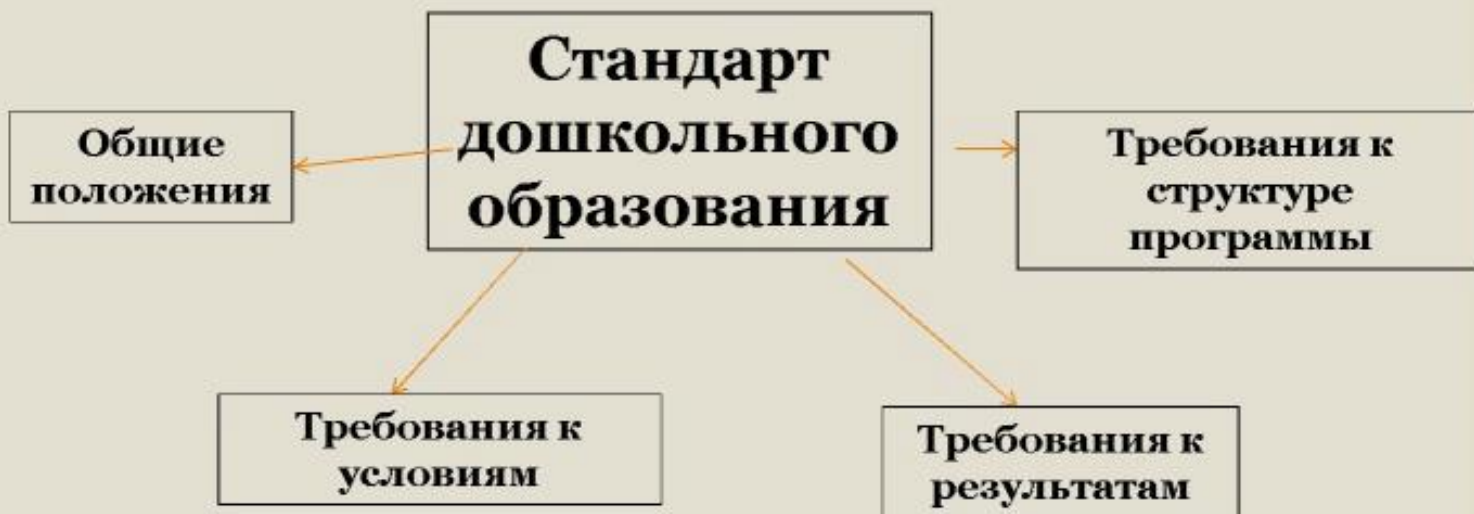 Стандарт
дошкольного
образования
Общие
положения
Требования к
структуре
программы
Требования к
условиям
Требования к
результатам